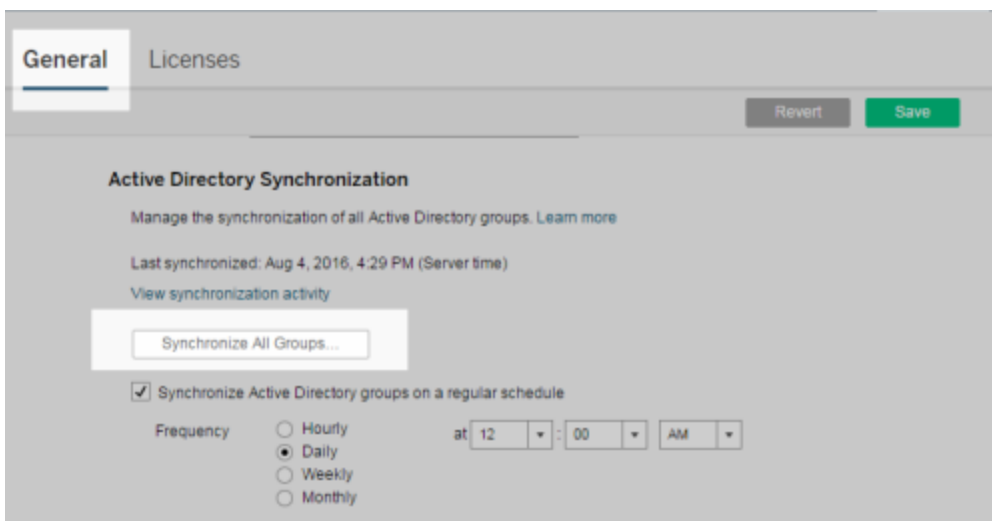 General Licenses
Revert Save
Active Directory Synchronization
Manage the synchronization of all Active Directory groups. Learn more
Last synchronized: Aug 4, 2016, 4:29 PM (Server time)
View synchronization activity
Synchronize All Groups...
Synchronize Active Directory groups on a regular schedule
Frequency Hourly at 12 : 00 AM
Daily
Weekly
Monthly